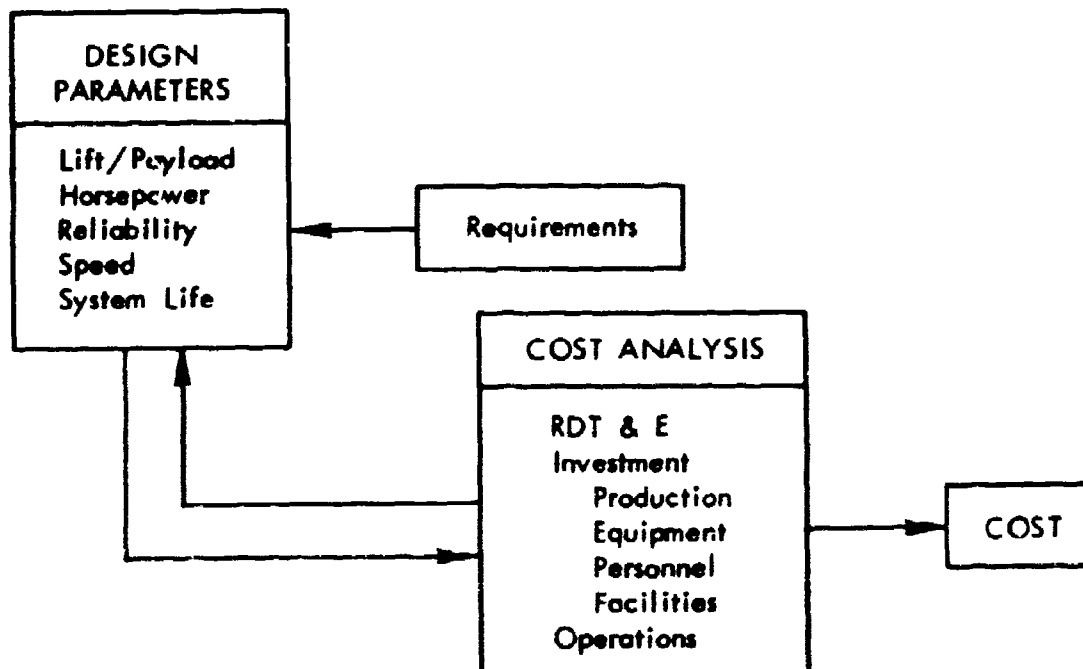 DESIGN
PARAMETERS
Lift/Payload
Horsepower
Reliability
Speed
System Life
Requirements
COST ANALYSIS
RDT & E
Investment
Production
Equipment
Personnel
Facilities
Operations
COST